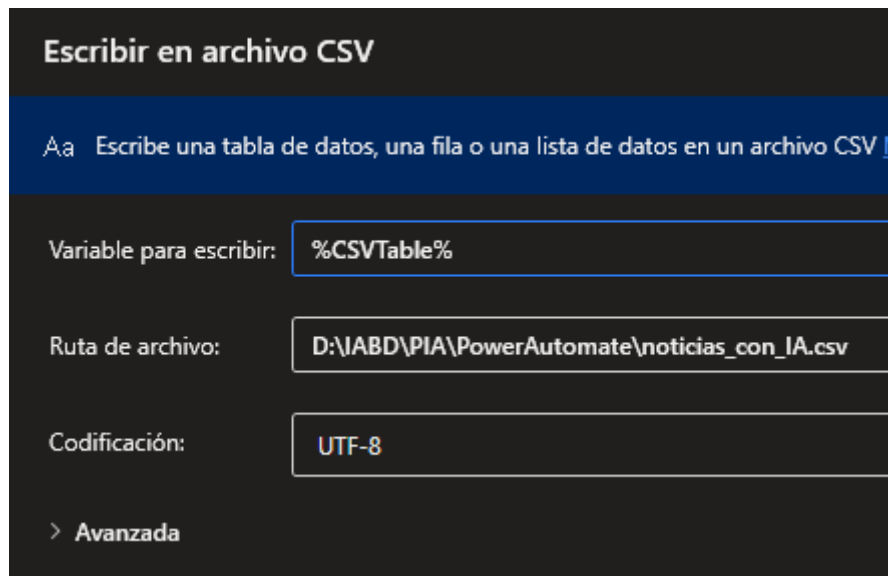 Escribir en archivo CSV
Aa Escribe una tabla de datos, una fila o una lista de datos en un archivo CSV
Variable para escribir: %CSVTable%
Ruta de archivo: D:\IABD\PIA\PowerAutomate\noticias_con_IA.csv
Codificación: UTF-8
> Avanzada